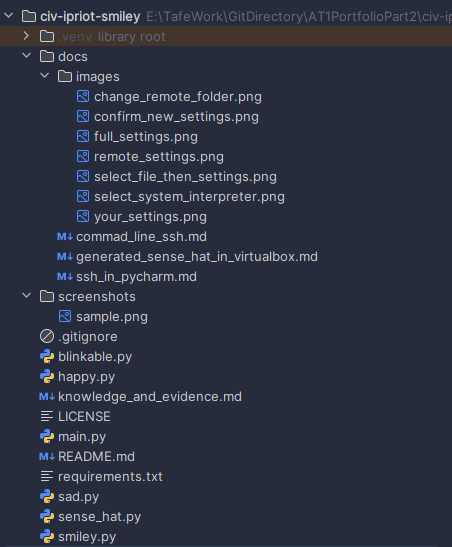 civ-ipriot-smiley E:\TafeWork\GitDirectory\AT1PortfolioPart2\civ-ip
.venv library root
docs
images
change_remote_folder.png
confirm_new_settings.png
full_settings.png
remote_settings.png
select_file_then_settings.png
select_system_interpreter.png
your_settings.png
M↓ commad_line_ssh.md
M↓ generated_sense_hat_in_virtualbox.md
M↓ ssh_in_pycharm.md
screenshots
sample.png
.gitignore
blinkable.py
happy.py
M↓ knowledge_and_evidence.md
LICENSE
main.py
M↓ README.md
requirements.txt
sad.py
sense_hat.py
smiley.py